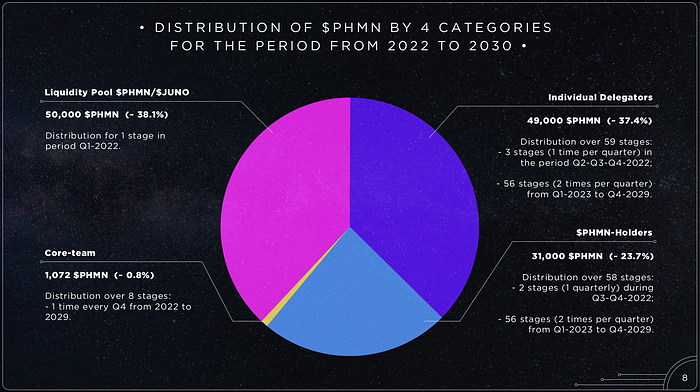 • DISTRIBUTION OF $PHMN BY 4 CATEGORIES
FOR THE PERIOD FROM 2022 TO 2030 •
Liquidity Pool $PHMN/$JUNO
50,000 $PHMN (~ 38.1%)
Distribution for 1 stage in
period Q1-2022.
Individual Delegators
49,000 $PHMN (~ 37.4%)
Distribution over 59 stages:
- 3 stages (1 time per quarter) in
the period Q2-Q3-Q4-2022;
- 56 stages (2 times per quarter)
from Q1-2023 to Q4-2029.
Core-team
1,072 $PHMN (~ 0.8%)
Distribution over 8 stages:
- 1 time every Q4 from 2022 to
2029.
$PHMN-Holders
31,000 $PHMN (~ 23.7%)
Distribution over 58 stages:
- 2 stages (1 quarterly) during
Q3-Q4-2022;
- 56 stages (2 times per quarter)
from Q1-2023 to Q4-2029.
8